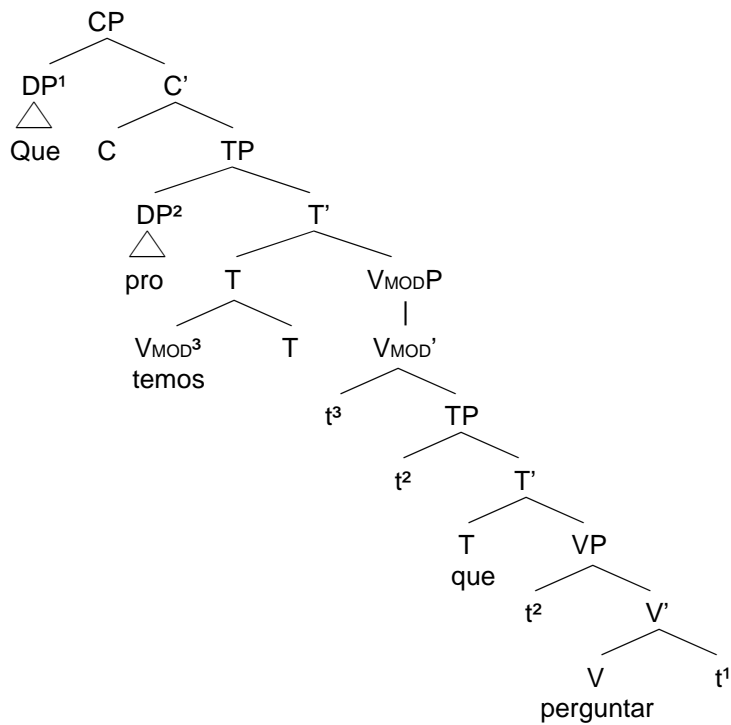 CP
DP¹ C’
Que C TP
DP² T’
pro T VMODP
VMOD³ T VMOD’
temos
t³ TP
t² T’
T VP
que
t² V’
V t¹
perguntar